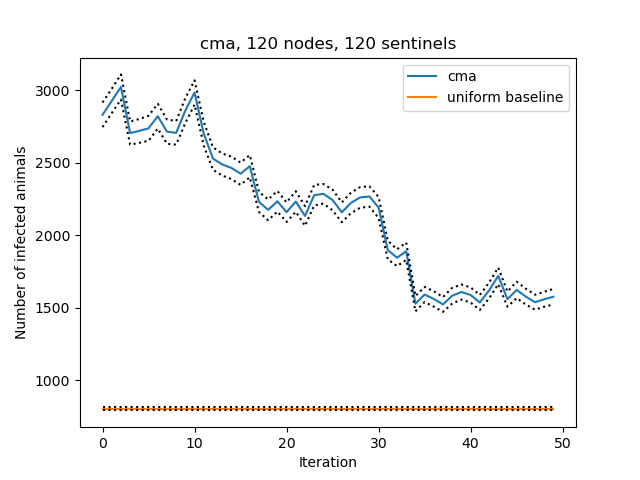 cma, 120 nodes, 120 sentinels
cma
uniform baseline
Number of infected animals
3000
2500
2000
1500
1000
0
10
20
30
40
50
Iteration